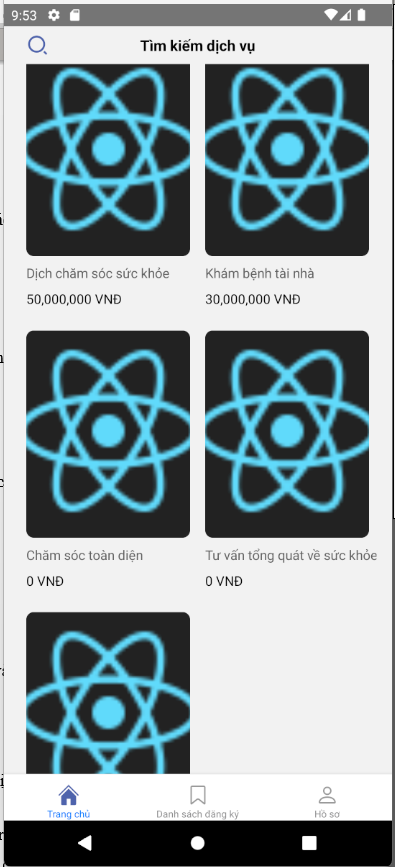 9:53
Tìm kiếm dịch vụ
Dịch chăm sóc sức khỏe
Khám bệnh tài nhà
50,000,000 VNĐ
30,000,000 VNĐ
Chăm sóc toàn diện
Tư vấn tổng quát về sức khỏe
0 VNĐ
0 VNĐ
Trang chủ
Danh sách đăng ký
Hồ sơ